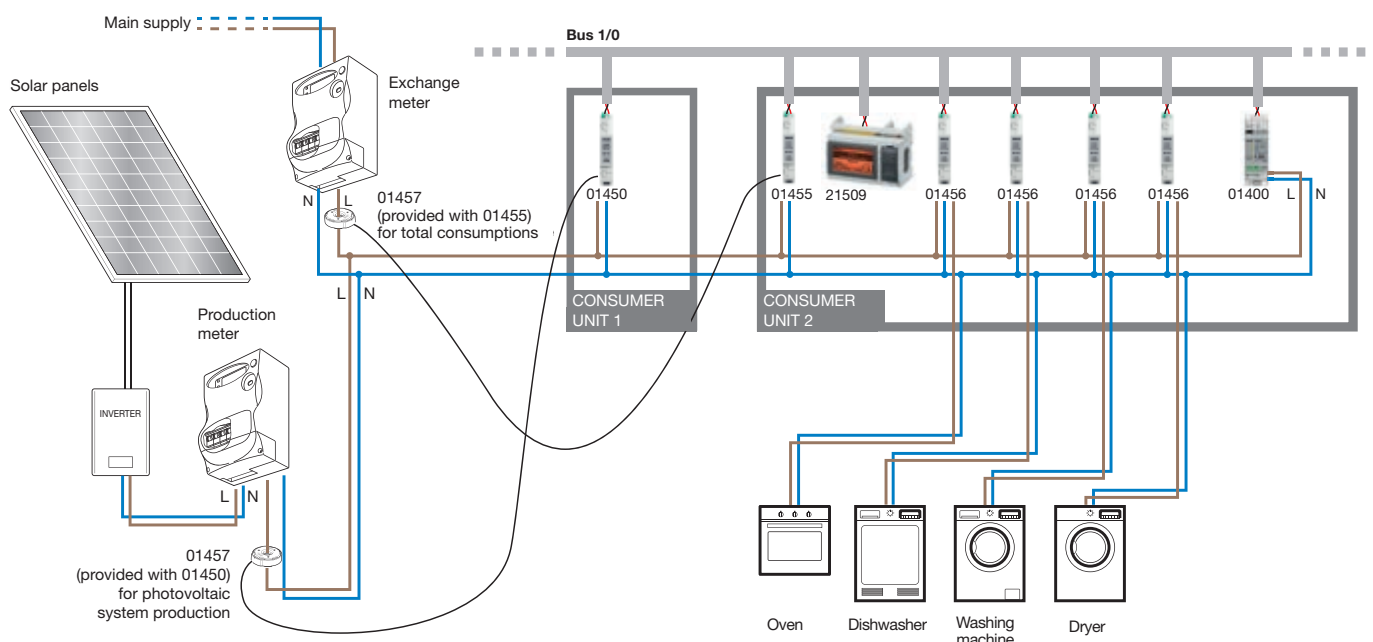 Main supply
Bus 1/0
Solar panels
Exchange
meter
N L
01457
(provided with 01455)
for total consumptions
01450
01455
21509
01456
01456
01456
01456
01400
L N
CONSUMER
UNIT 1
CONSUMER
UNIT 2
L N
Production
meter
INVERTER
L N
01457
(provided with 01450)
for photovoltaic
system production
Oven
Dishwasher
Washing
machine
Dryer